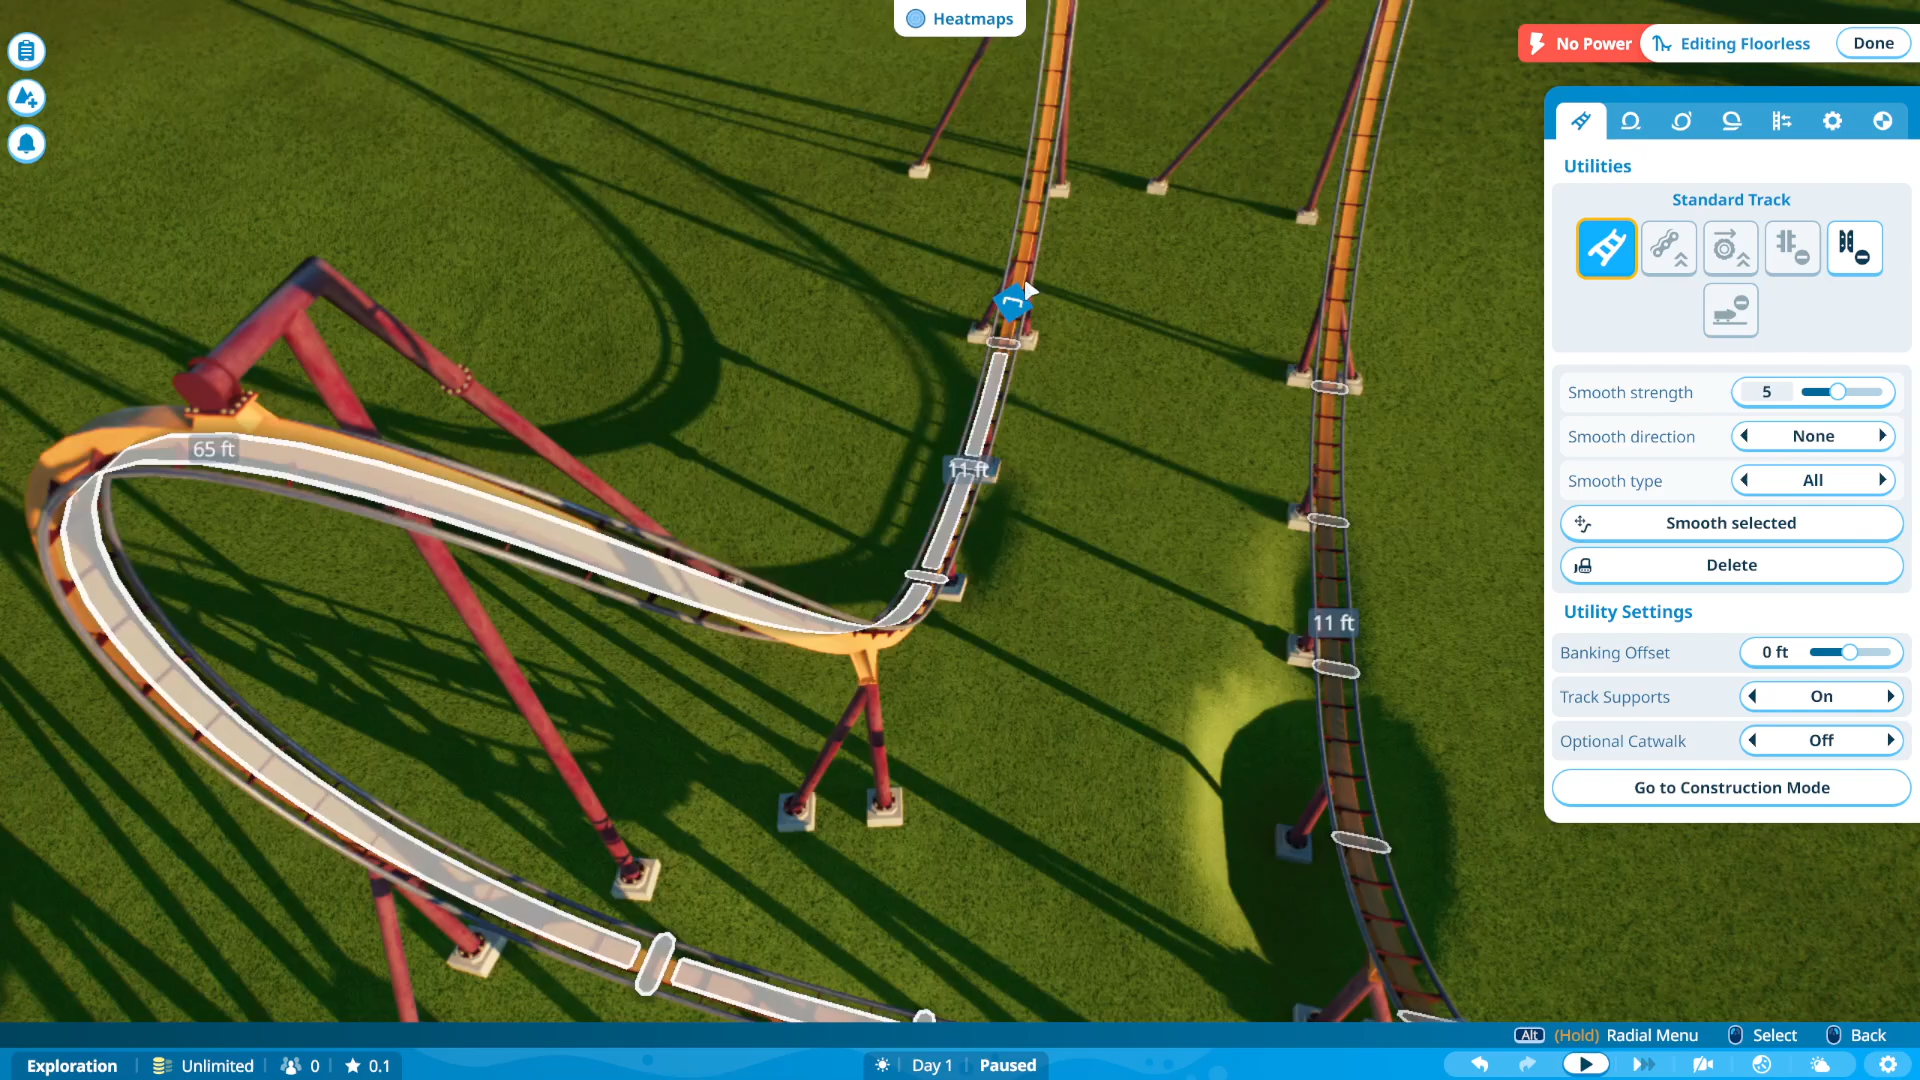 Heatmaps
No Power
Editing Floorless
Done
Utilities
Standard Track
Smooth strength
5
Smooth direction
None
Smooth type
All
Smooth selected
Delete
Utility Settings
Banking Offset
0 ft
Track Supports
On
Optional Catwalk
Off
Go to Construction Mode
65 ft
11 ft
11 ft
Alt (Hold) Radial Menu
Select
Back
Exploration
Unlimited
0
0.1
Day 1
Paused